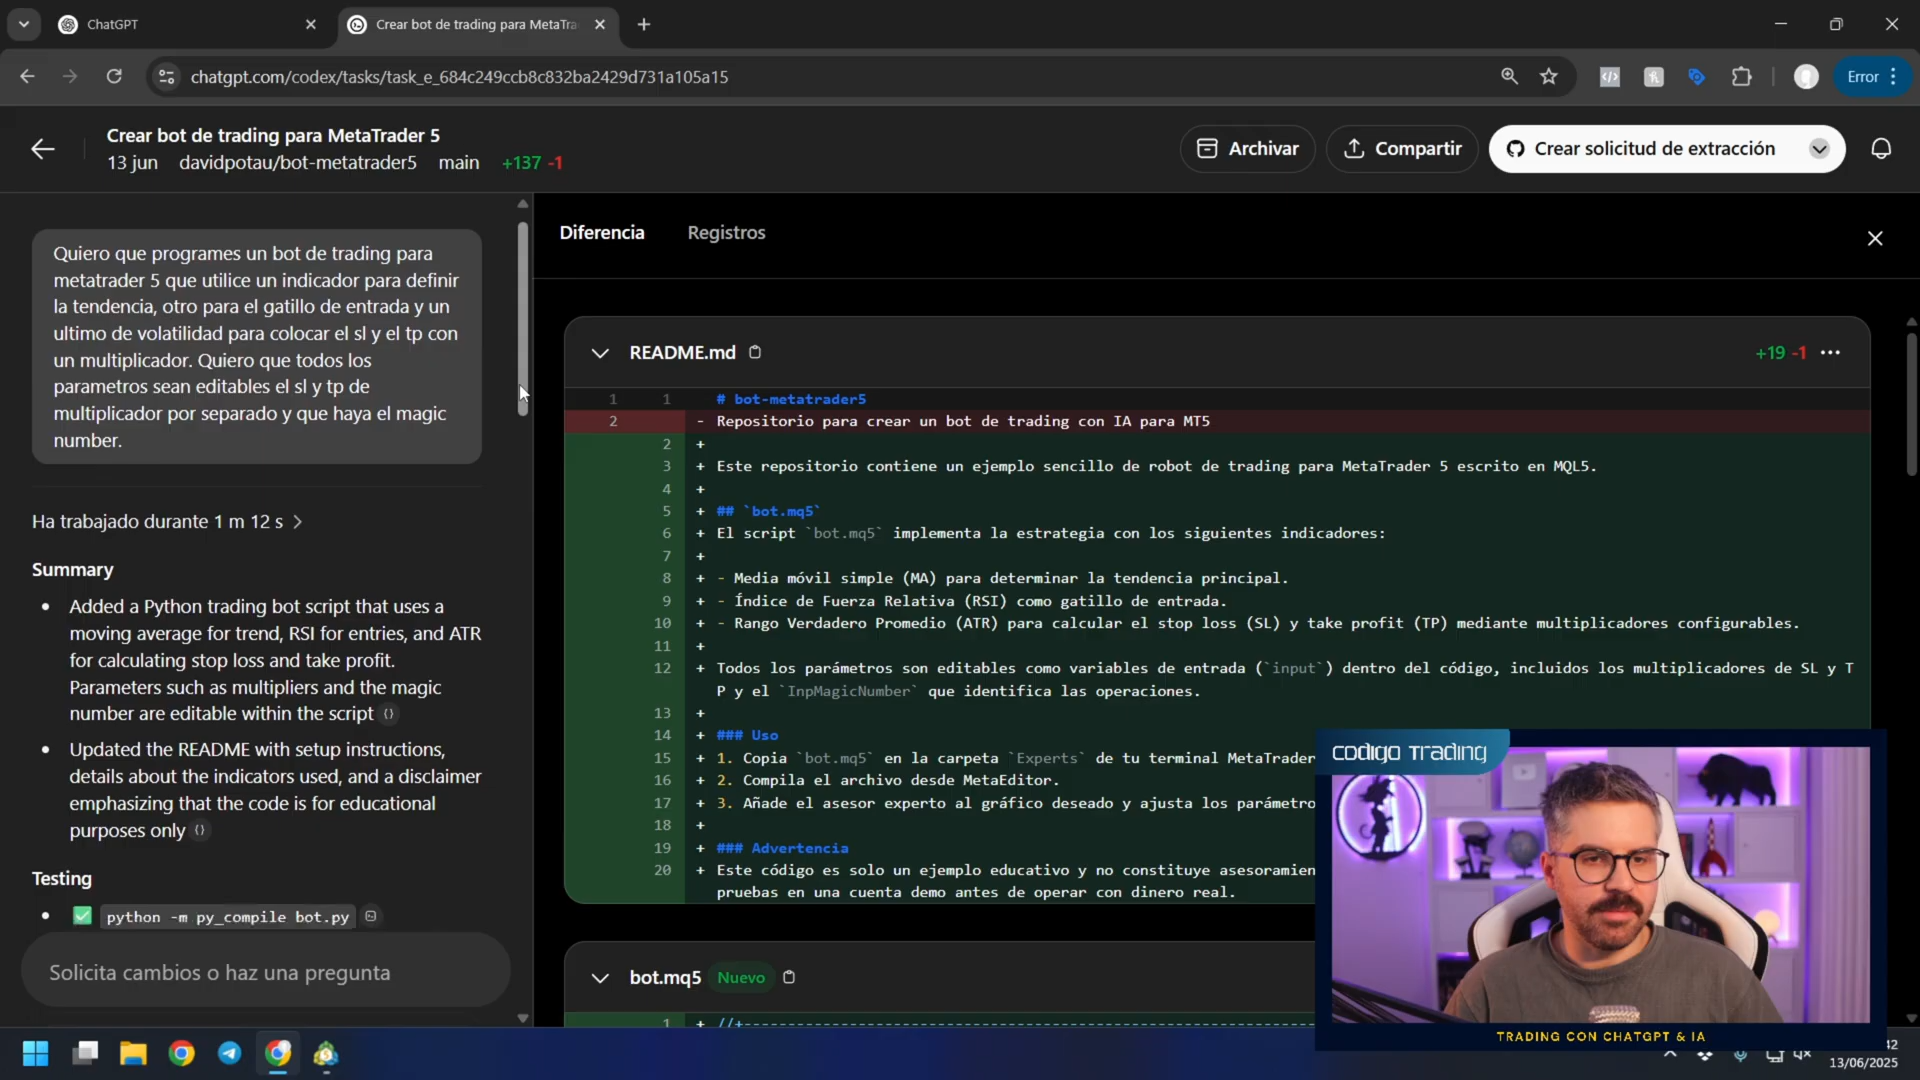 ChatGPT
Crear bot de trading para MetaTra
chatgpt.com/codex/tasks/task_e_684c249ccb8c832ba2429d731a105a15
Error
Crear bot de trading para MetaTrader 5
13 jun davidpotau/bot-metatrader5 main +137 -1
Archivar
Compartir
Crear solicitud de extracción
Quiero que programes un bot de trading para
metatrader 5 que utilice un indicador para definir
la tendencia, otro para el gatillo de entrada y un
ultimo de volatilidad para colocar el sl y el tp con
un multiplicador. Quiero que todos los
parametros sean editables el sl y tp de
multiplicador por separado y que haya el magic
number.
Ha trabajado durante 1 m 12 s
Summary
Added a Python trading bot script that uses a
moving average for trend, RSI for entries, and ATR
for calculating stop loss and take profit.
Parameters such as multipliers and the magic
number are editable within the script
Updated the README with setup instructions,
details about the indicators used, and a disclaimer
emphasizing that the code is for educational
purposes only
Testing
python -m py_compile bot.py
Solicita cambios o haz una pregunta
Diferencia Registros
README.md +19 -1
1 1 # bot-metatrader5
2 - Repositorio para crear un bot de trading con IA para MT5
2 +
3 + Este repositorio contiene un ejemplo sencillo de robot de trading para MetaTrader 5 escrito en MQL5.
4 +
5 + ## `bot.mq5`
6 + El script `bot.mq5` implementa la estrategia con los siguientes indicadores:
7 +
8 + - Media móvil simple (MA) para determinar la tendencia principal.
9 + - Índice de Fuerza Relativa (RSI) como gatillo de entrada.
10 + - Rango Verdadero Promedio (ATR) para calcular el stop loss (SL) y take profit (TP) mediante multiplicadores configurables.
11 +
12 + Todos los parámetros son editables como variables de entrada (`input`) dentro del código, incluidos los multiplicadores de SL y T
P y el `InpMagicNumber` que identifica las operaciones.
13 +
14 + ### Uso
15 + 1. Copia `bot.mq5` en la carpeta `Experts` de tu terminal MetaTrader
16 + 2. Compila el archivo desde MetaEditor.
17 + 3. Añade el asesor experto al gráfico deseado y ajusta los parámetro
18 +
19 + ### Advertencia
20 + Este código es solo un ejemplo educativo y no constituye asesoramien
pruebas en una cuenta demo antes de operar con dinero real.
bot.mq5 Nuevo
1 + //+------------------------------------------------
CODIGO TRADING
TRADING CON CHATGPT & IA
42
13/06/2025